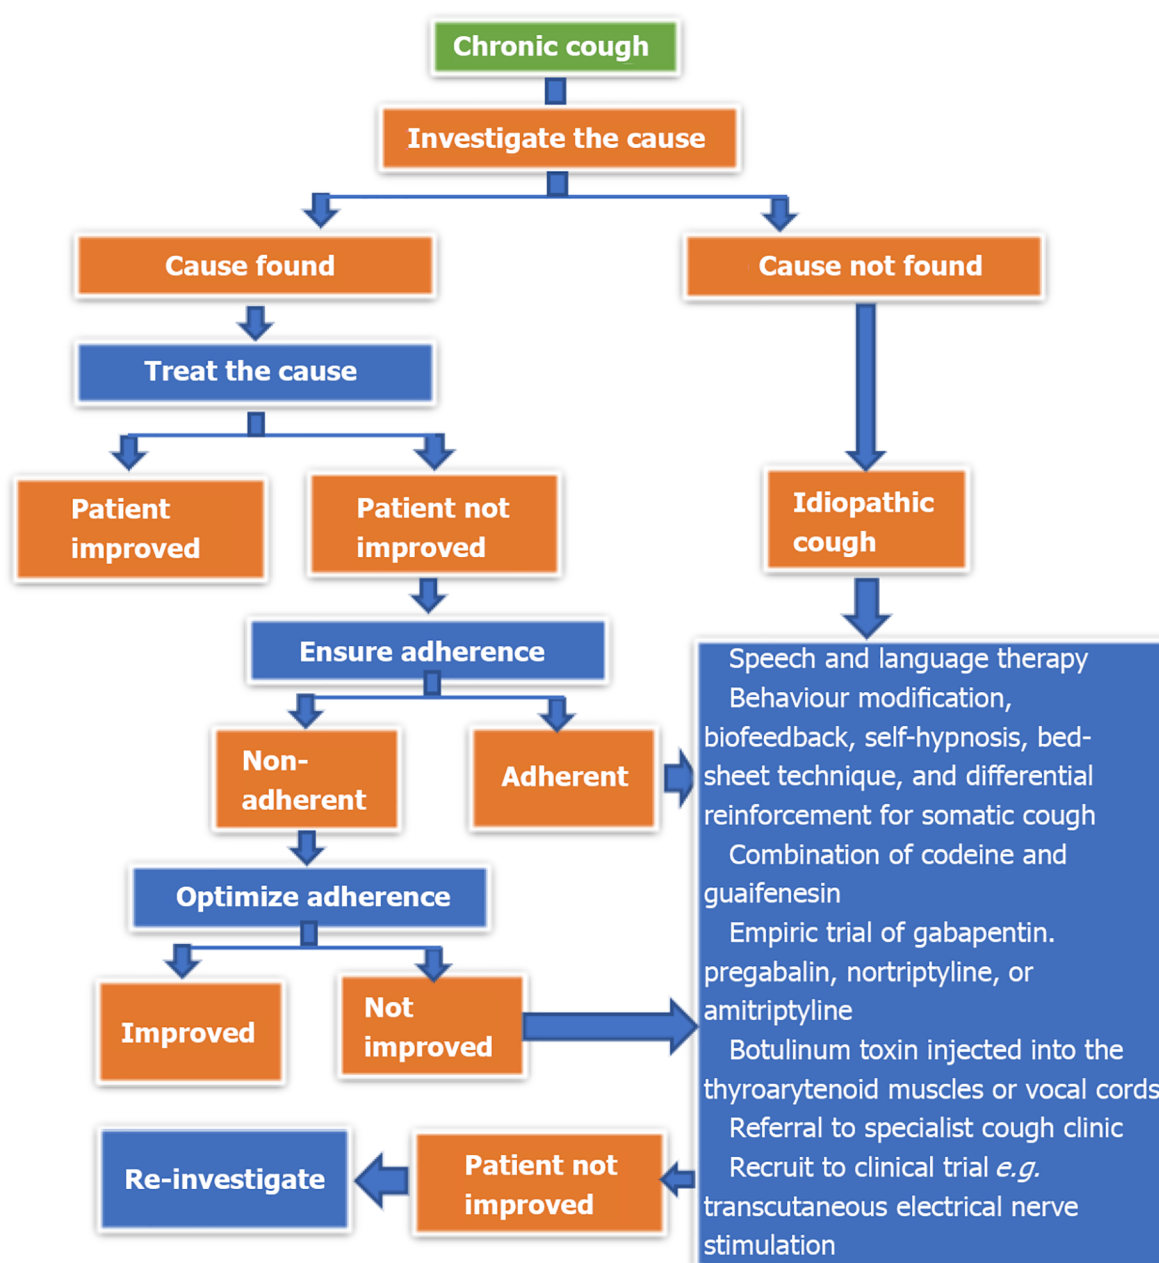 Chronic cough
Investigate the cause
Cause found
Cause not found
Treat the cause
Patient
improved
Patient not
improved
Idiopathic
cough
Ensure adherence
Non-
adherent
Adherent
Optimize adherence
Improved
Not
improved
Speech and language therapy
Behaviour modification,
biofeedback, self-hypnosis, bed-
sheet technique, and differential
reinforcement for somatic cough
Combination of codeine and
guaifenesin
Empiric trial of gabapentin.
pregabalin, nortriptyline, or
amitriptyline
Botulinum toxin injected into the
thyroarytenoid muscles or vocal cords
Referral to specialist cough clinic
Recruit to clinical trial e.g.
transcutaneous electrical nerve
stimulation
Patient not
improved
Re-investigate